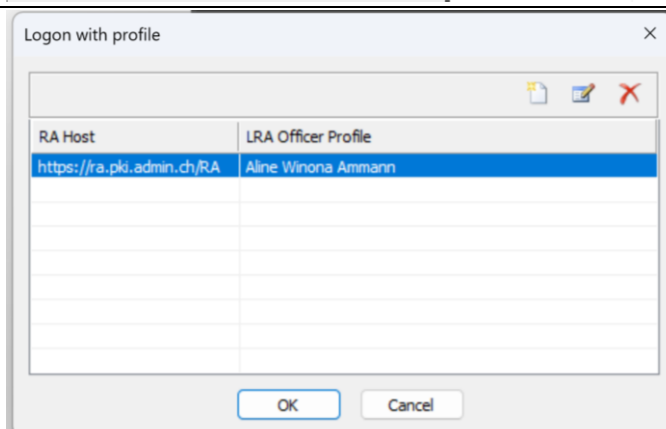 Logon with profile
RA Host LRA Officer Profile
https://ra.pki.admin.ch/RA Aline Winona Ammann
OK Cancel